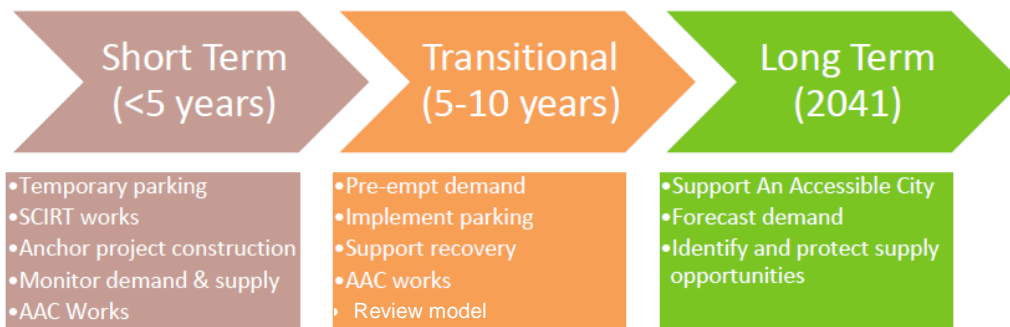 Short Term
(<5 years)
•Temporary parking
•SCIRT works
•Anchor project construction
•Monitor demand & supply
•AAC Works
Transitional
(5-10 years)
•Pre-empt demand
•Implement parking
•Support recovery
•AAC works
• Review model
Long Term
(2041)
•Support An Accessible City
•Forecast demand
•Identify and protect supply
opportunities